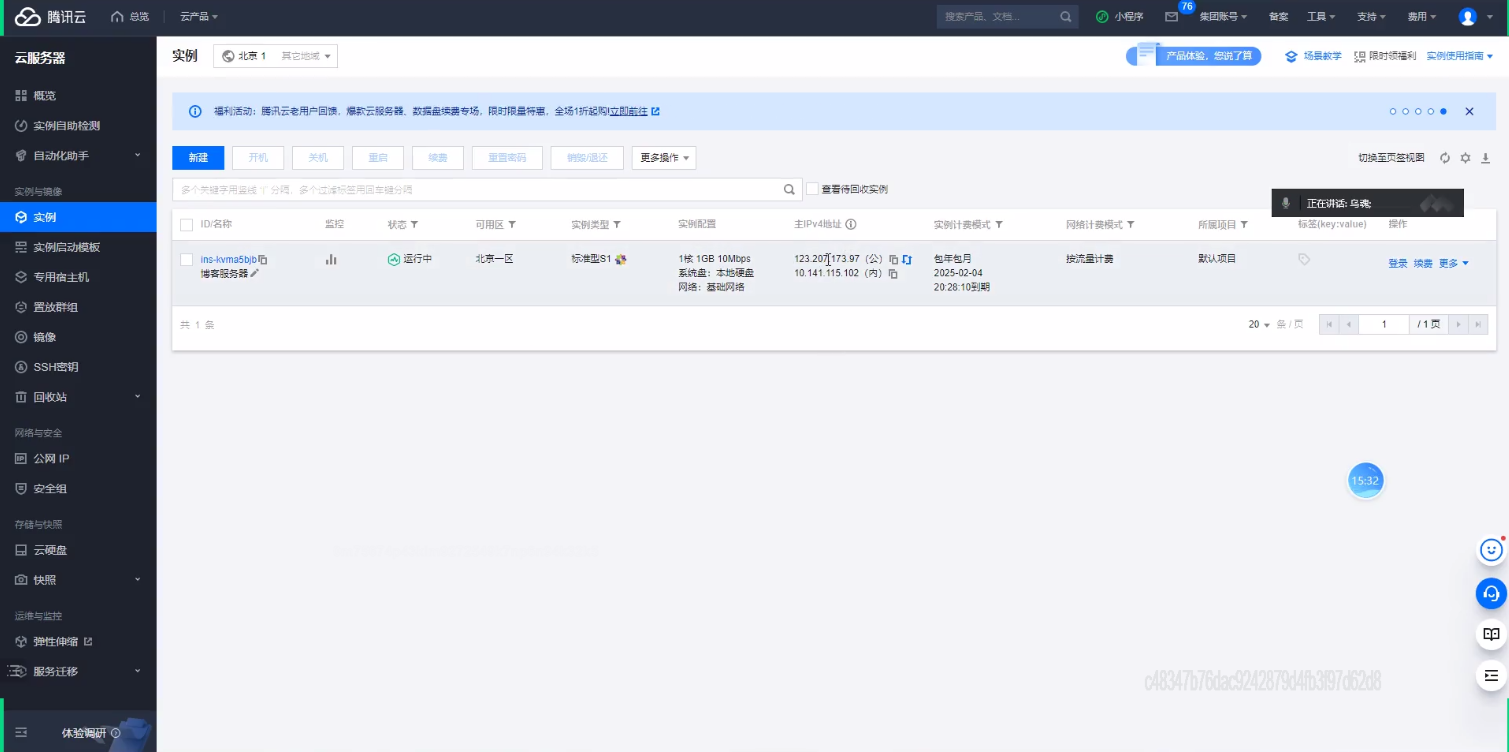 腾讯云 总览 云产品 搜索产品、文档... 小程序 76 集团账号 备案 工具 支持 费用
云服务器
概览
实例自助检测
自动化助手
实例与镜像
实例
实例启动模板
专用宿主机
置放群组
镜像
SSH密钥
回收站
网络与安全
公网 IP
安全组
存储与快照
云硬盘
快照
运维与监控
弹性伸缩
服务迁移
体验调研
实例 北京 1 其它地域 产品体验，您说了算 场景教学 限时领福利 实例使用指南
福利活动：腾讯云老用户回馈，爆款云服务器、数据盘续费专场，限时限量特惠，全场1折起购!立即前往
新建 开机 关机 重启 续费 重置密码 销毁/退还 更多操作 切换至页签视图
多个关键字用竖线 "|" 分隔，多个过滤标签用回车键分隔 查看待回收实例
正在讲话: 乌魂;
ID/名称 监控 状态 可用区 实例类型 实例配置 主IPv4地址 实例计费模式 网络计费模式 所属项目 标签(key:value) 操作
ins-kvma5bjb 运行中 北京一区 标准型S1 1核 1GB 10Mbps 123.207.173.97（公） 包年包月 按流量计费 默认项目 登录 续费 更多
博客服务器 系统盘：本地硬盘 10.141.115.102（内） 2025-02-04
网络：基础网络 20:28:10到期
共 1 条 20 条 / 页 1 / 1 页
15:32
c48347b76dac9242879d4fb3f97d62d8